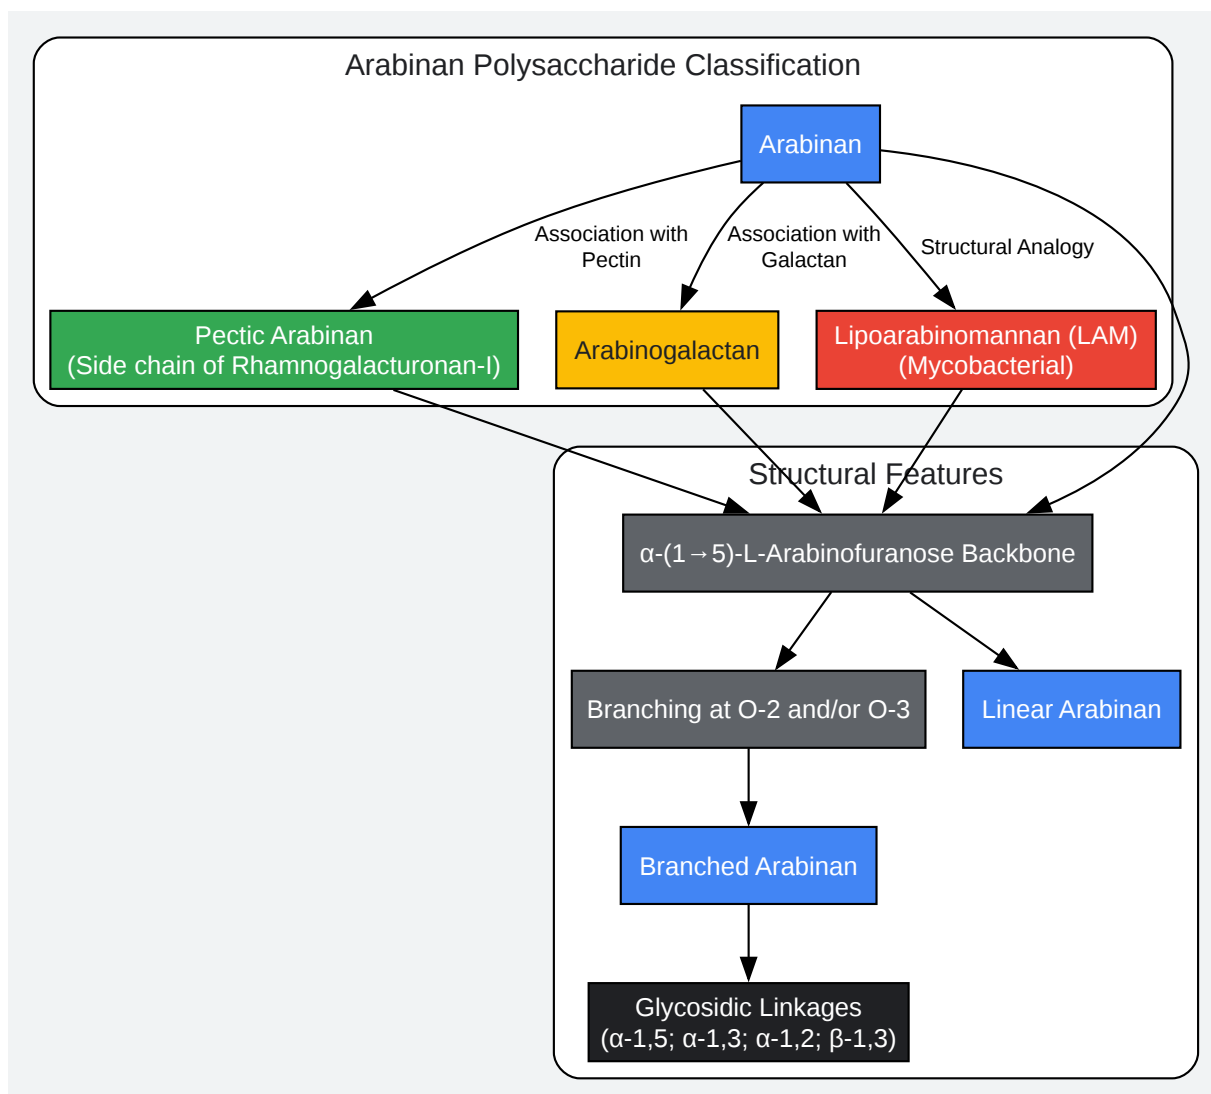 Arabinan Polysaccharide Classification
Arabinan
Association with
Pectin
Association with
Galactan
Structural Analogy
Pectic Arabinan
(Side chain of Rhamnogalacturonan-I)
Arabinogalactan
Lipoarabinomannan (LAM)
(Mycobacterial)
Structural Features
α-(1→5)-L-Arabinofuranose Backbone
Branching at O-2 and/or O-3
Linear Arabinan
Branched Arabinan
Glycosidic Linkages
(α-1,5; α-1,3; α-1,2; β-1,3)